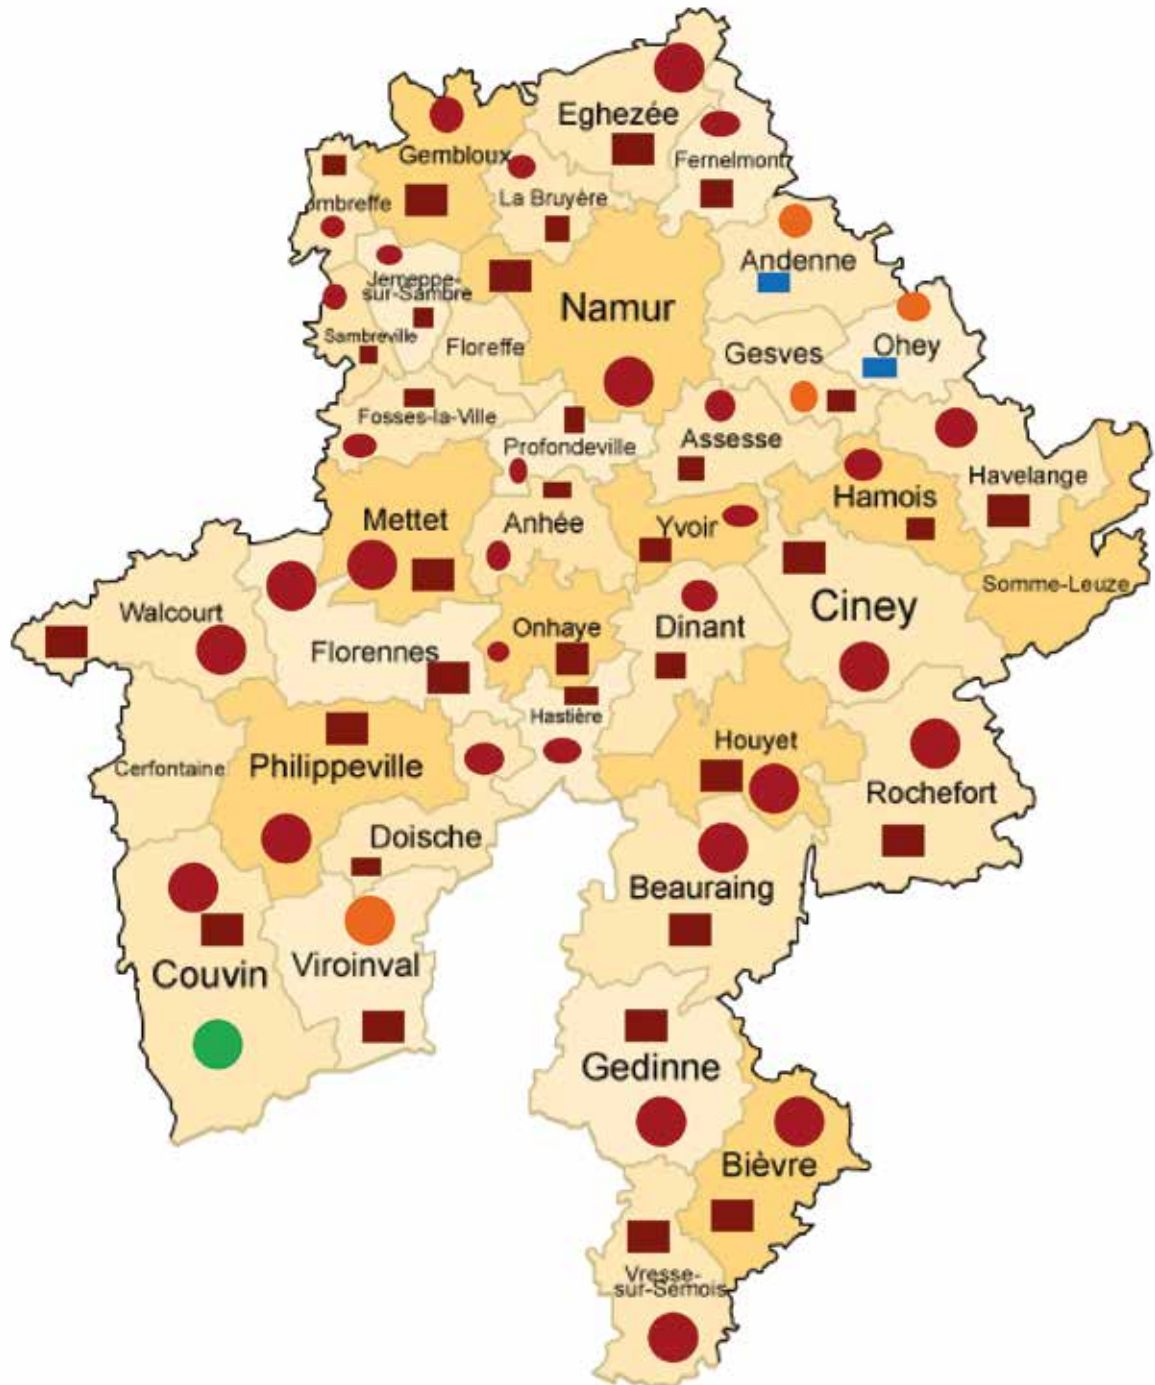 Eghezée
Gembloux
Fernelmont
La Bruyère
ombreffe
Andenne
Jemeppe-
sur-Sambre
Namur
Sambreville
Floreffe
Gesves
Ohey
Fosses-la-Ville
Profondeville
Assesse
Havelange
Hamois
Mettet
Anhée
Yvoir
Somme-Leuze
Walcourt
Ciney
Onhaye
Dinant
Florennes
Hastière
Houyet
Cerfontaine
Philippeville
Rochefort
Doische
Beauraing
Viroinval
Couvin
Gedinne
Bièvre
Vresse-
sur-Semois